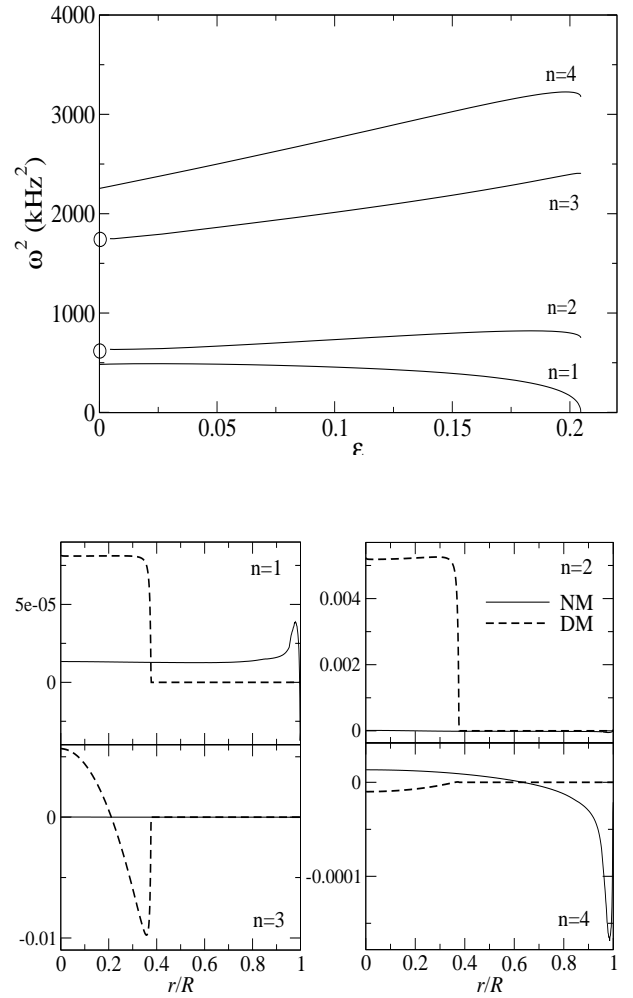 4000
3000
2000
1000
0
ω² (kHz²)
n=4
n=3
n=2
n=1
0 0.05 0.1 0.15 0.2
ε
n=1
5e-05
0
n=2
NM
DM
0.004
0.002
0
0
-0.01
n=3
0 0.2 0.4 0.6 0.8 1
r/R
0
-0.0001
n=4
0 0.2 0.4 0.6 0.8 1
r/R